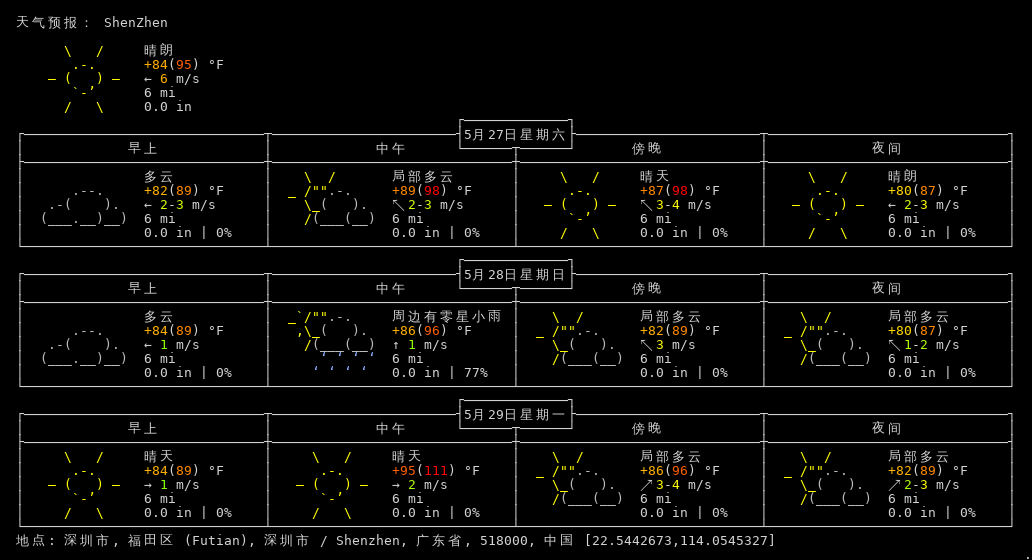 天气预报： ShenZhen
晴朗
+84(95) °F
← 6 m/s
6 mi
0.0 in
5月27日星期六
早上 中午 傍晚 夜间
多云 局部多云 晴天 晴朗
+82(89) °F +89(98) °F +87(98) °F +80(87) °F
← 2-3 m/s ↖ 2-3 m/s ↖ 3-4 m/s ← 2-3 m/s
6 mi 6 mi 6 mi 6 mi
0.0 in | 0% 0.0 in | 0% 0.0 in | 0% 0.0 in | 0%
5月28日星期日
早上 中午 傍晚 夜间
多云 周边有零星小雨 局部多云 局部多云
+84(89) °F +86(96) °F +82(89) °F +80(87) °F
← 1 m/s ↑ 1 m/s ↖ 3 m/s ↖ 1-2 m/s
6 mi 6 mi 6 mi 6 mi
0.0 in | 0% 0.0 in | 77% 0.0 in | 0% 0.0 in | 0%
5月29日星期一
早上 中午 傍晚 夜间
晴天 晴天 局部多云 局部多云
+84(89) °F +95(111) °F +86(96) °F +82(89) °F
→ 1 m/s → 2 m/s ↗ 3-4 m/s ↗ 2-3 m/s
6 mi 6 mi 6 mi 6 mi
0.0 in | 0% 0.0 in | 0% 0.0 in | 0% 0.0 in | 0%
地点: 深圳市, 福田区 (Futian), 深圳市 / Shenzhen, 广东省, 518000, 中国 [22.5442673,114.0545327]